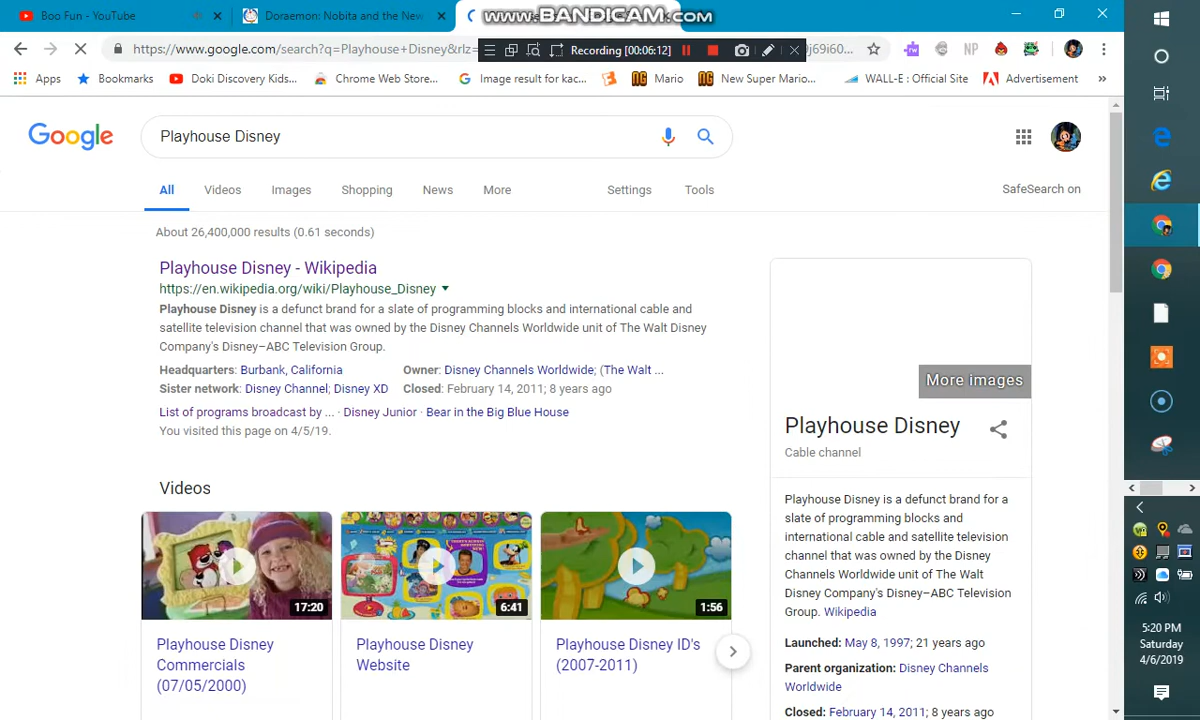 Boo Fun - YouTube
Doraemon: Nobita and the New
www.BANDICAM.com
https://www.google.com/search?q=Playhouse+Disney&rlz=
Recording [00:06:12]
j69i60...
NP
Apps
Bookmarks
Doki Discovery Kids...
Chrome Web Store...
Image result for kac...
Mario
New Super Mario...
WALL-E : Official Site
Advertisement
»
Google
Playhouse Disney
All
Videos
Images
Shopping
News
More
Settings
Tools
SafeSearch on
About 26,400,000 results (0.61 seconds)
Playhouse Disney - Wikipedia
https://en.wikipedia.org/wiki/Playhouse_Disney
Playhouse Disney is a defunct brand for a slate of programming blocks and international cable and
satellite television channel that was owned by the Disney Channels Worldwide unit of The Walt Disney
Company's Disney–ABC Television Group.
Headquarters: Burbank, California
Owner: Disney Channels Worldwide; (The Walt ...
Sister network: Disney Channel; Disney XD
Closed: February 14, 2011; 8 years ago
List of programs broadcast by ... · Disney Junior · Bear in the Big Blue House
You visited this page on 4/5/19.
Videos
17:20
6:41
1:56
Playhouse Disney
Commercials
(07/05/2000)
Playhouse Disney
Website
Playhouse Disney ID's
(2007-2011)
More images
Playhouse Disney
Cable channel
Playhouse Disney is a defunct brand for a
slate of programming blocks and
international cable and satellite television
channel that was owned by the Disney
Channels Worldwide unit of The Walt
Disney Company's Disney–ABC Television
Group. Wikipedia
Launched: May 8, 1997; 21 years ago
Parent organization: Disney Channels
Worldwide
Closed: February 14, 2011; 8 years ago
5:20 PM
Saturday
4/6/2019